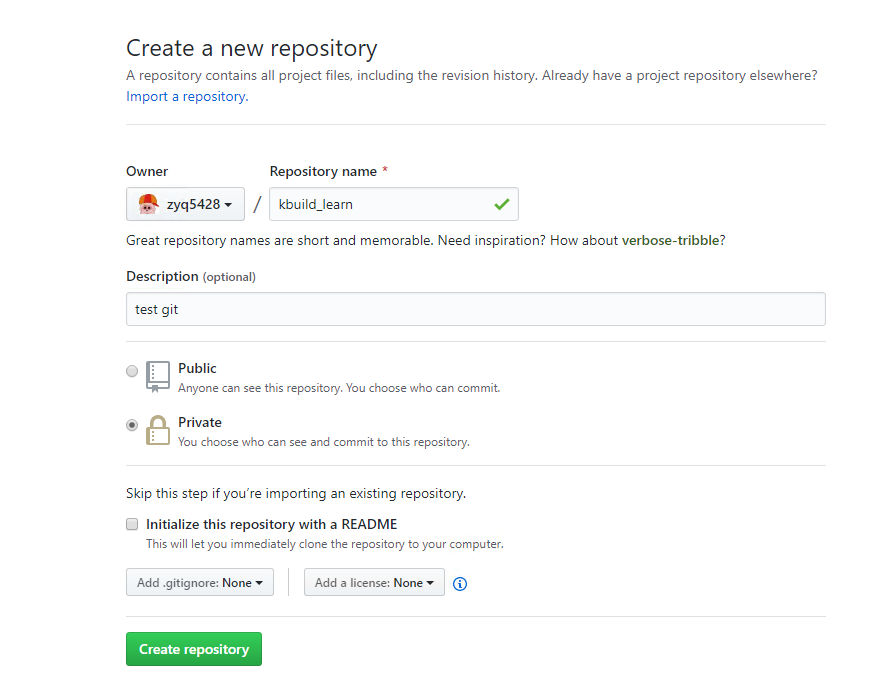 Create a new repository
A repository contains all project files, including the revision history. Already have a project repository elsewhere?
Import a repository.
Owner
Repository name *
zyq5428
/
kbuild_learn
Great repository names are short and memorable. Need inspiration? How about verbose-tribble?
Description (optional)
test git
Public
Anyone can see this repository. You choose who can commit.
Private
You choose who can see and commit to this repository.
Skip this step if you’re importing an existing repository.
Initialize this repository with a README
This will let you immediately clone the repository to your computer.
Add .gitignore: None
Add a license: None
Create repository